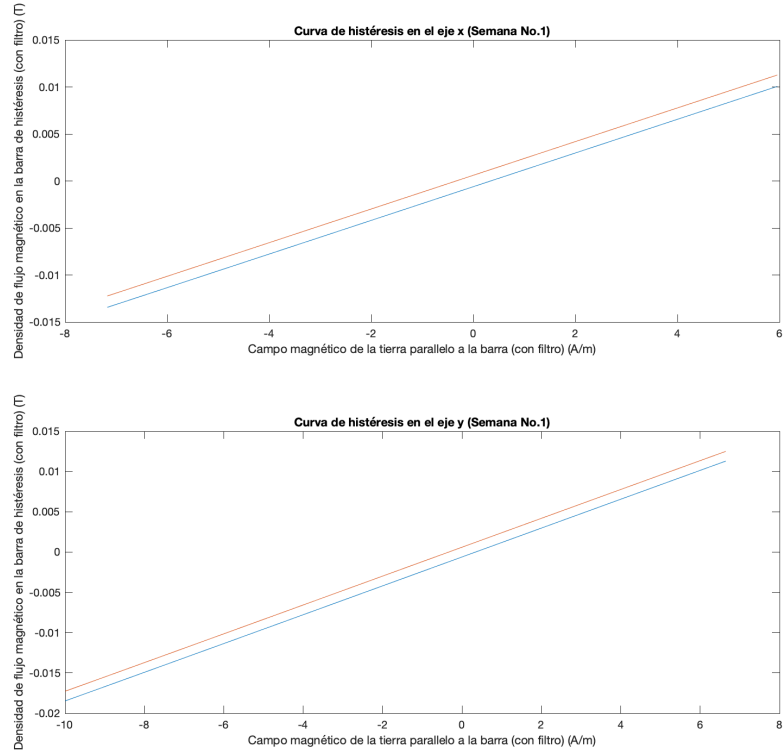 Curva de histéresis en el eje x (Semana No.1)
Densidad de flujo magnético en la barra de histéresis (con filtro) (T)
0.015
0.01
0.005
0
-0.005
-0.01
-0.015
-8 -6 -4 -2 0 2 4 6
Campo magnético de la tierra parallelo a la barra (con filtro) (A/m)
Curva de histéresis en el eje y (Semana No.1)
Densidad de flujo magnético en la barra de histéresis (con filtro) (T)
0.015
0.01
0.005
0
-0.005
-0.01
-0.015
-0.02
-10 -8 -6 -4 -2 0 2 4 6 8
Campo magnético de la tierra parallelo a la barra (con filtro) (A/m)